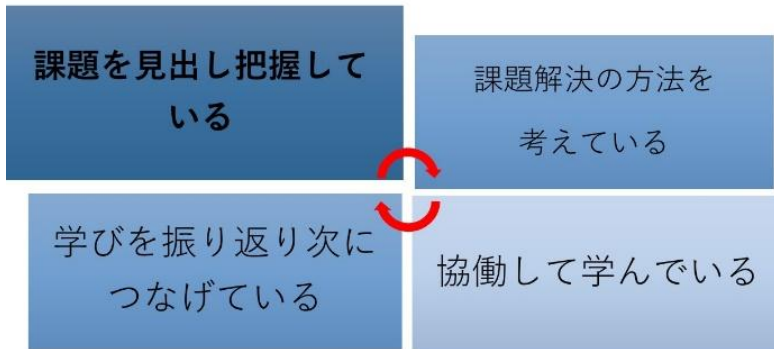 課題を見出し把握して
いる
課題解決の方法を
考えている
学びを振り返り次に
つなげている
協働して学んでいる